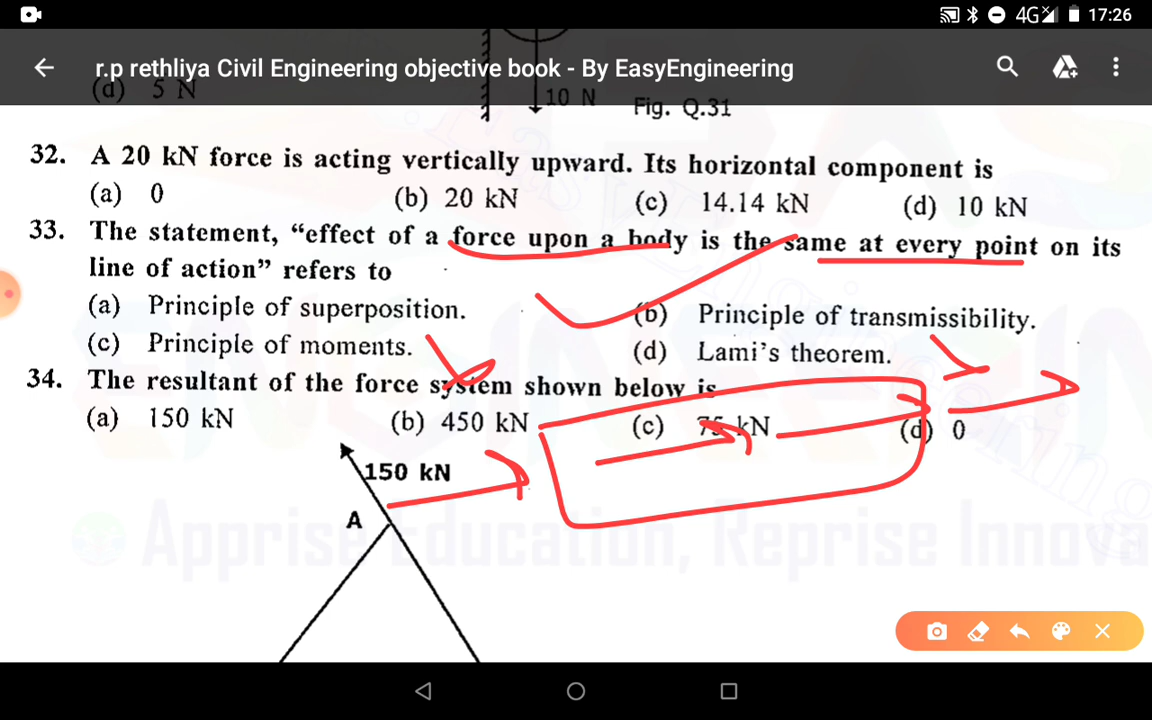 4G 17:26
r.p rethliya Civil Engineering objective book - By EasyEngineering
(d) 5 N
10 N Fig. Q.31
32. A 20 kN force is acting vertically upward. Its horizontal component is
(a) 0 (b) 20 kN (c) 14.14 kN (d) 10 kN
33. The statement, “effect of a force upon a body is the same at every point on its
line of action” refers to
(a) Principle of superposition. (b) Principle of transmissibility.
(c) Principle of moments. (d) Lami’s theorem.
34. The resultant of the force system shown below is
(a) 150 kN (b) 450 kN (c) 75 kN (d) 0
150 kN
A
Apprise Education, Reprise Innova